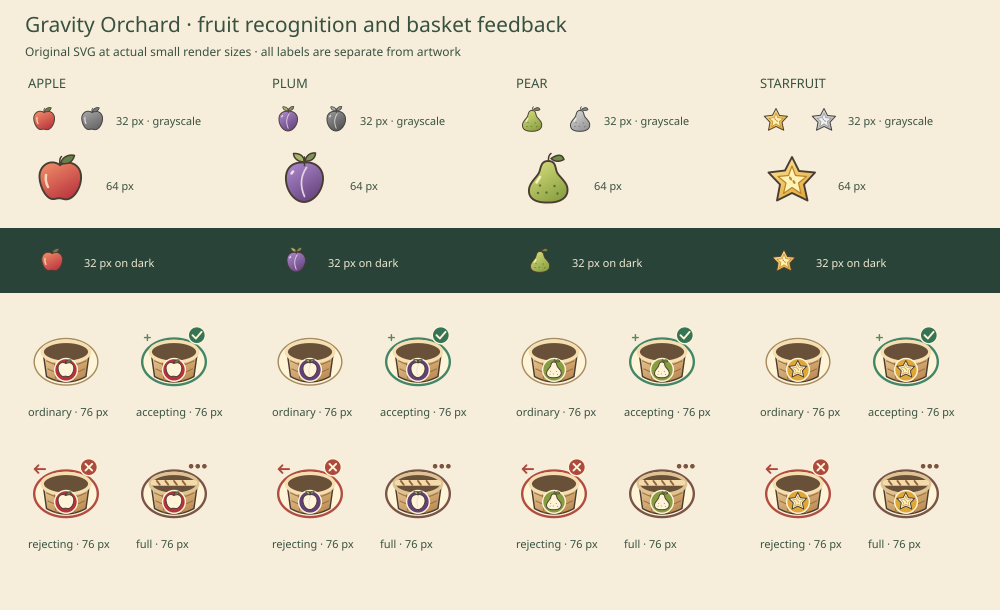 Gravity Orchard · fruit recognition and basket feedback
Original SVG at actual small render sizes · all labels are separate from artwork
APPLE PLUM PEAR STARFRUIT
32 px · grayscale 32 px · grayscale 32 px · grayscale 32 px · grayscale
64 px 64 px 64 px 64 px
32 px on dark 32 px on dark 32 px on dark 32 px on dark
ordinary · 76 px accepting · 76 px ordinary · 76 px accepting · 76 px ordinary · 76 px accepting · 76 px ordinary · 76 px accepting · 76 px
rejecting · 76 px full · 76 px rejecting · 76 px full · 76 px rejecting · 76 px full · 76 px rejecting · 76 px full · 76 px